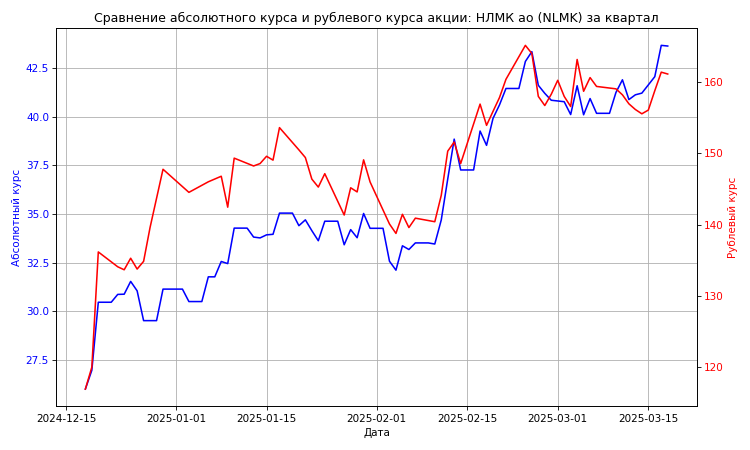 Сравнение абсолютного курса и рублевого курса акции: НЛМК ао (NLMK) за квартал
Абсолютный курс
42.5
40.0
37.5
35.0
32.5
30.0
27.5
160
150
140
130
120
Рублевый курс
2024-12-15 2025-01-01 2025-01-15 2025-02-01 2025-02-15 2025-03-01 2025-03-15
Дата